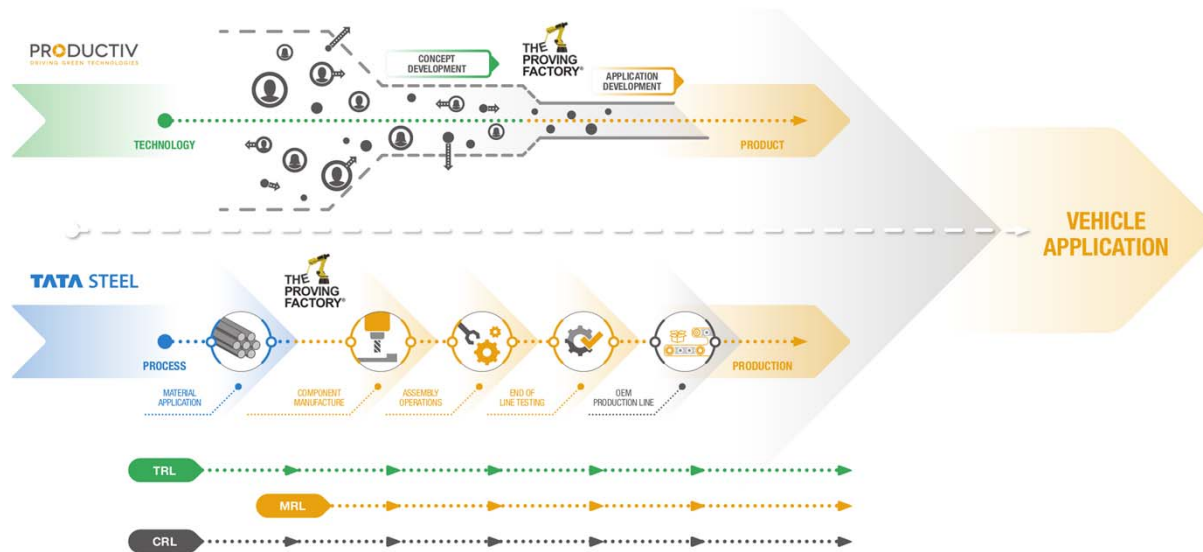 PRODUCTIV
DRIVING GREEN TECHNOLOGIES
CONCEPT
DEVELOPMENT
THE
PROVING
FACTORY®
APPLICATION
DEVELOPMENT
TECHNOLOGY
PRODUCT
VEHICLE
APPLICATION
TATA STEEL
THE
PROVING
FACTORY®
PROCESS
PRODUCTION
MATERIAL
APPLICATION
COMPONENT
MANUFACTURE
ASSEMBLY
OPERATIONS
END OF
LINE TESTING
OEM
PRODUCTION LINE
TRL
MRL
CRL